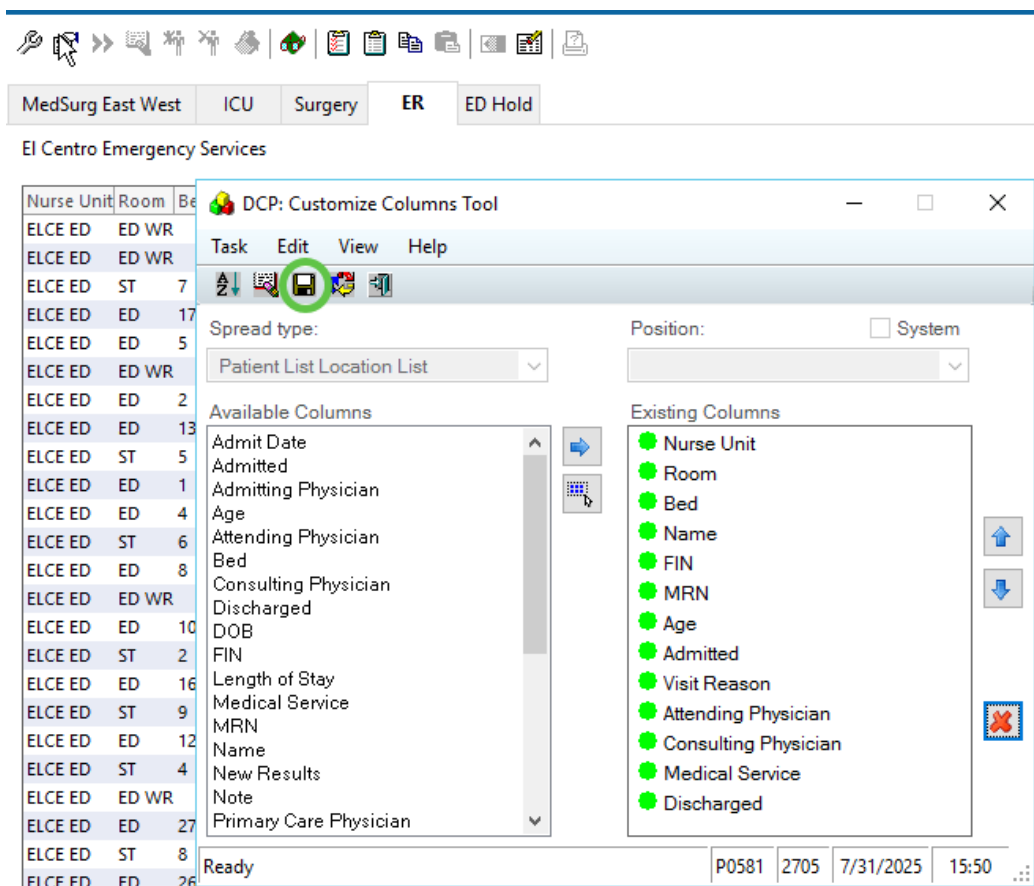 MedSurg East West ICU Surgery ER ED Hold
El Centro Emergency Services
Nurse Unit Room Be
ELCE ED ED WR
ELCE ED ED WR
ELCE ED ST 7
ELCE ED ED 17
ELCE ED ED 5
ELCE ED ED WR
ELCE ED ED 2
ELCE ED ED 13
ELCE ED ST 5
ELCE ED ED 1
ELCE ED ED 4
ELCE ED ST 6
ELCE ED ED 8
ELCE ED ED WR
ELCE ED ED 10
ELCE ED ST 2
ELCE ED ED 16
ELCE ED ST 9
ELCE ED ED 12
ELCE ED ST 4
ELCE ED ED WR
ELCE ED ED 27
ELCE ED ST 8
ELCE ED ED 26
DCP: Customize Columns Tool
Task Edit View Help
Spread type:
Patient List Location List
Position:
System
Available Columns
Admit Date
Admitted
Admitting Physician
Age
Attending Physician
Bed
Consulting Physician
Discharged
DOB
FIN
Length of Stay
Medical Service
MRN
Name
New Results
Note
Primary Care Physician
Existing Columns
Nurse Unit
Room
Bed
Name
FIN
MRN
Age
Admitted
Visit Reason
Attending Physician
Consulting Physician
Medical Service
Discharged
Ready P0581 2705 7/31/2025 15:50